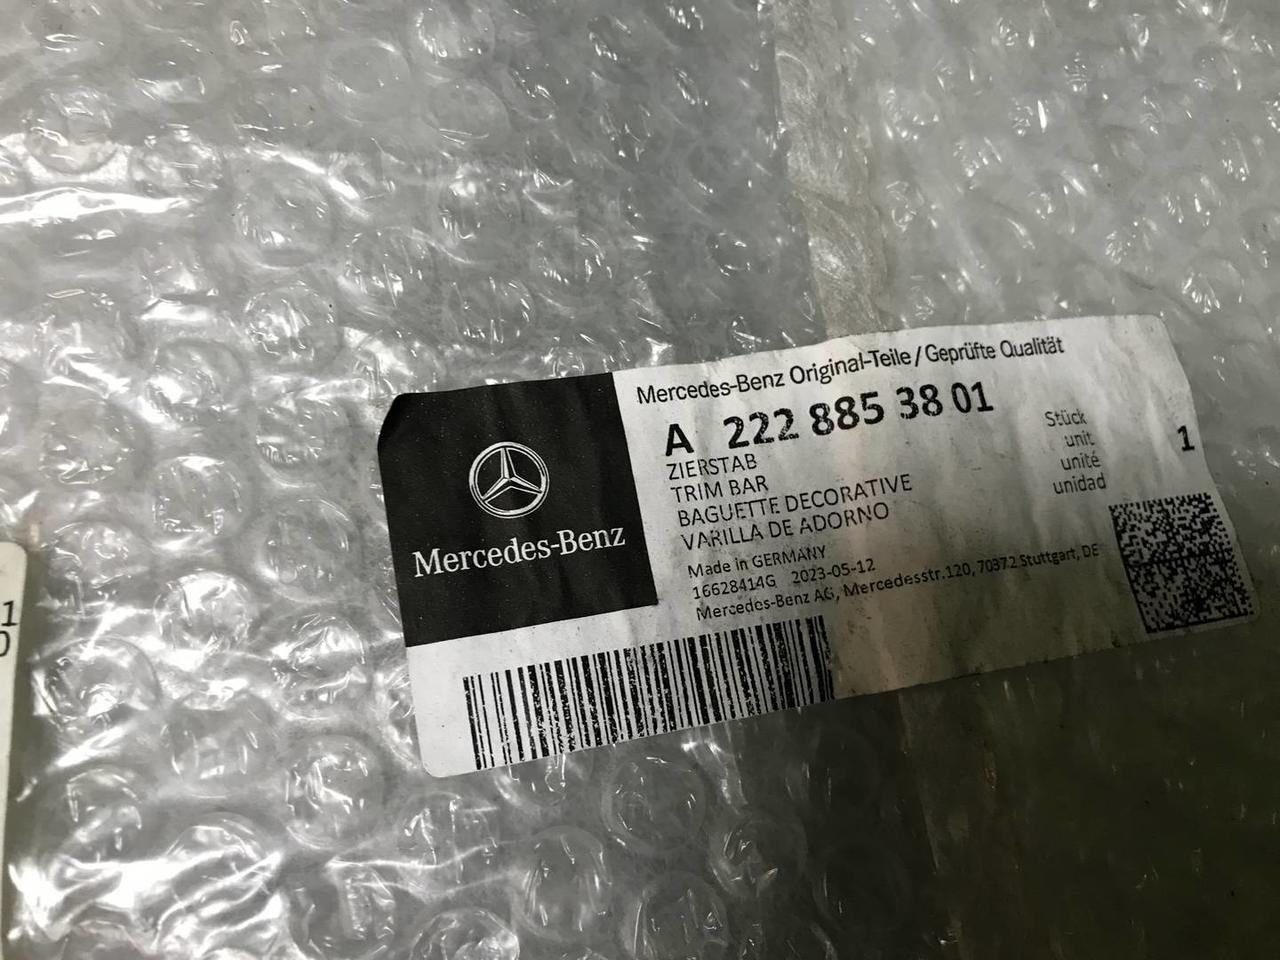 Mercedes-Benz Original-Teile / Geprüfte Qualität
A 222 885 38 01
ZIERSTAB
TRIM BAR
BAGUETTE DECORATIVE
VARILLA DE ADORNO
Stück
unit
unité
unidad
1
Made in GERMANY
16628414G 2023-05-12
Mercedes-Benz AG, Mercedesstr.120, 70372 Stuttgart, DE
Mercedes-Benz
1
0